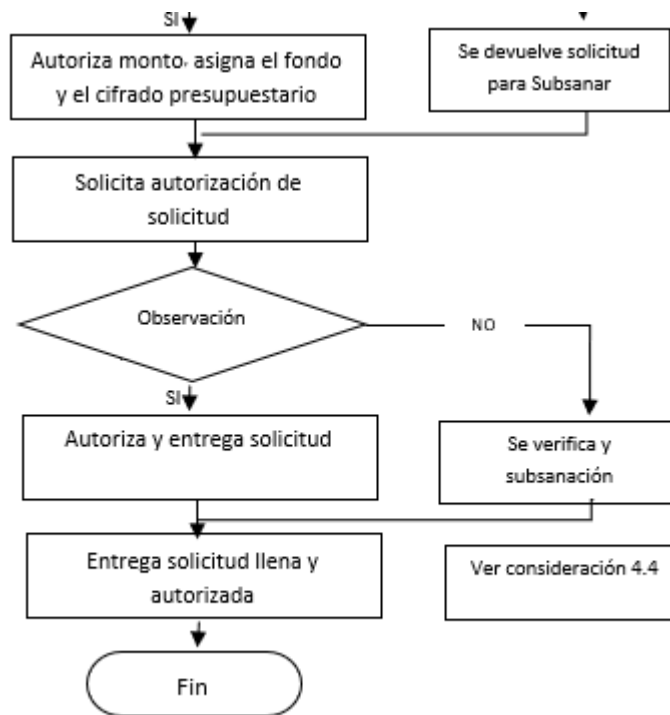 SI
Autoriza monto, asigna el fondo
y el cifrado presupuestario
Se devuelve solicitud
para Subsanar
Solicita autorización de
solicitud
Observación
NO
SI
Autoriza y entrega solicitud
Se verifica y
subsanación
Entrega solicitud llena y
autorizada
Ver consideración 4.4
Fin